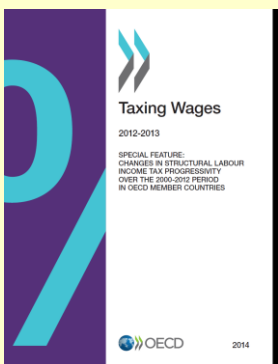 %
Taxing Wages
2012-2013
SPECIAL FEATURE:
CHANGES IN STRUCTURAL LABOUR
INCOME TAX PROGRESSIVITY
OVER THE 2000-2012 PERIOD
IN OECD MEMBER COUNTRIES
OECD 2014